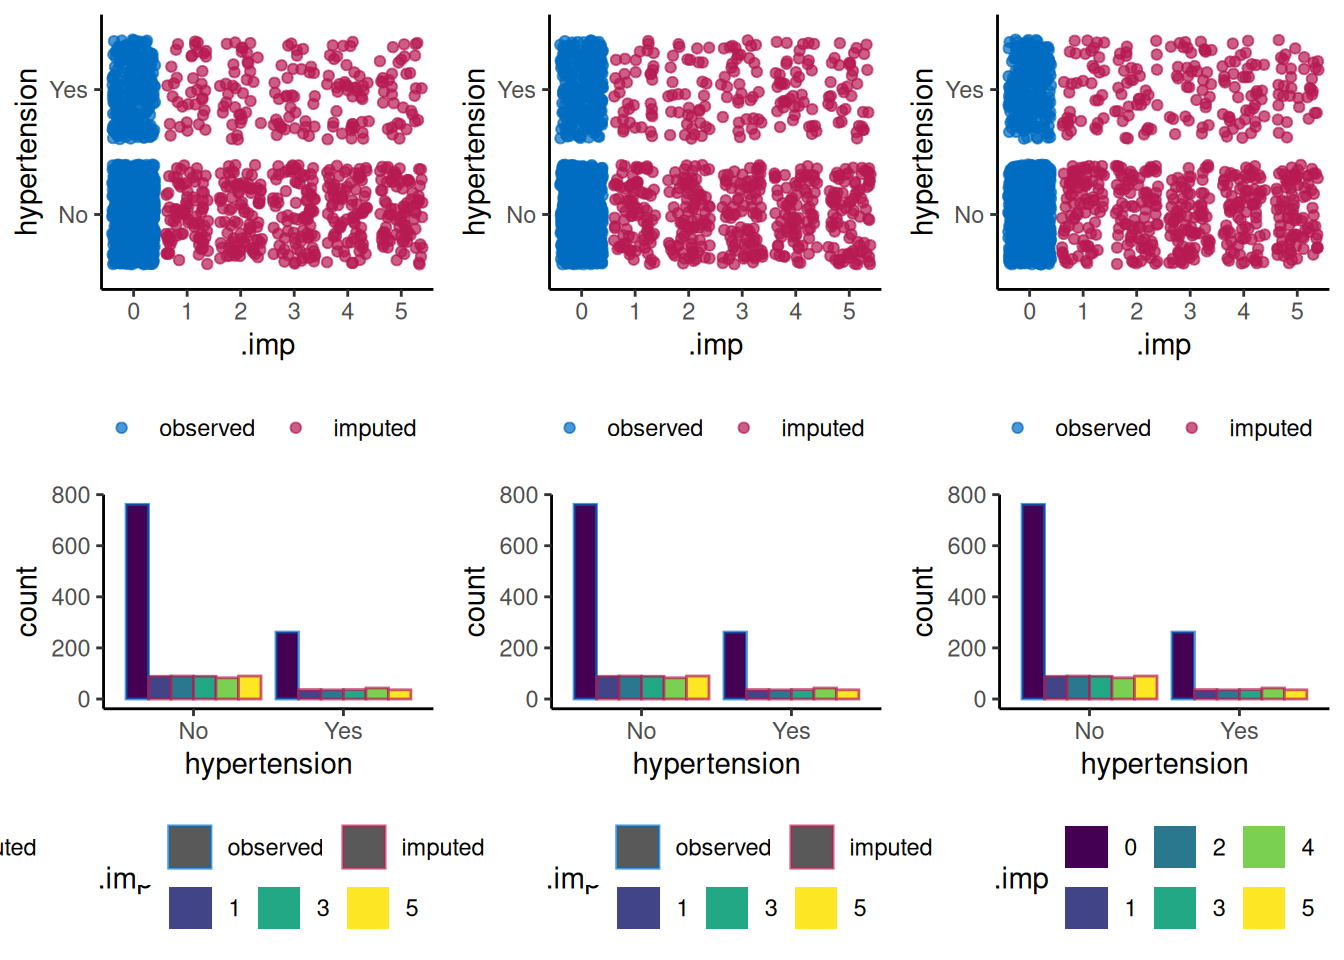 hypertension
Yes
No
0 1 2 3 4 5
.imp
observed imputed
hypertension
Yes
No
0 1 2 3 4 5
.imp
observed imputed
hypertension
Yes
No
0 1 2 3 4 5
.imp
observed imputed
count
800
600
400
200
0
No Yes
hypertension
count
800
600
400
200
0
No Yes
hypertension
count
800
600
400
200
0
No Yes
hypertension
uted
observed imputed
.imp
1 3 5
observed imputed
.imp
1 3 5
0 2 4
.imp
1 3 5